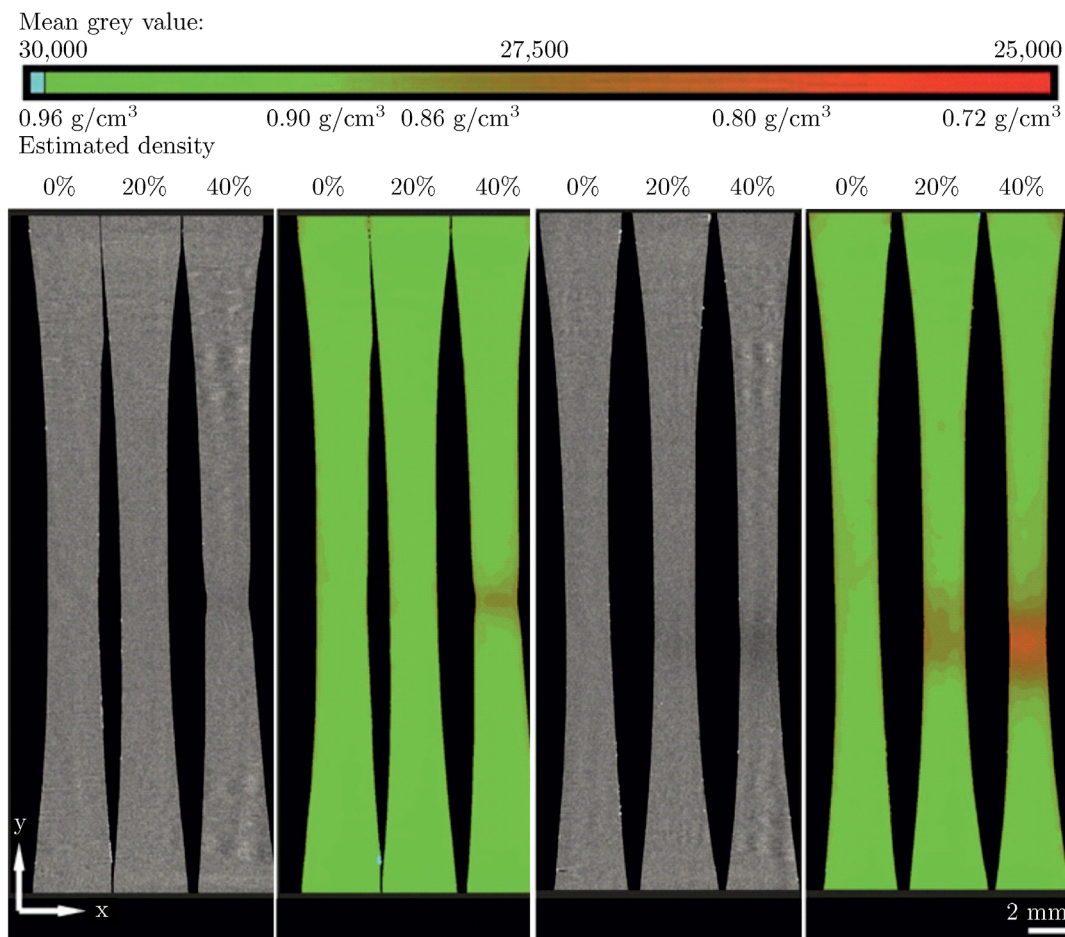 Mean grey value:
30,000 27,500 25,000
0.96 g/cm³ 0.90 g/cm³ 0.86 g/cm³ 0.80 g/cm³ 0.72 g/cm³
Estimated density
0% 20% 40% 0% 20% 40% 0% 20% 40% 0% 20% 40%
y
x
2 mm